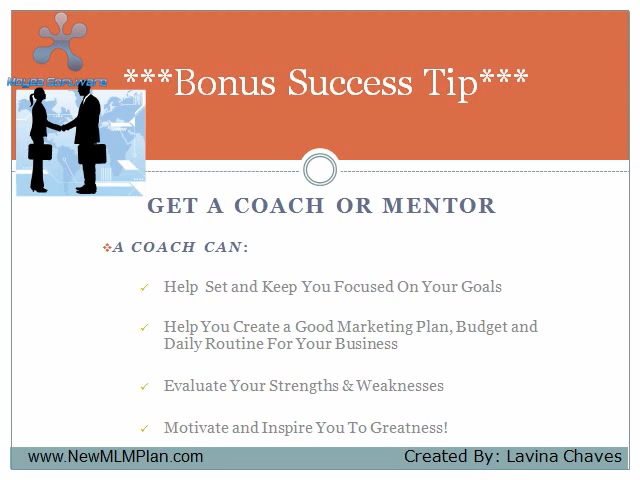 ***Bonus Success Tip***
GET A COACH OR MENTOR
A COACH CAN:
Help  Set and Keep You Focused On Your Goals
Help You Create a Good Marketing Plan, Budget and
Daily Routine For Your Business
Evaluate Your Strengths & Weaknesses
Motivate and Inspire You To Greatness!
www.NewMLMPlan.com
Created By: Lavina Chaves